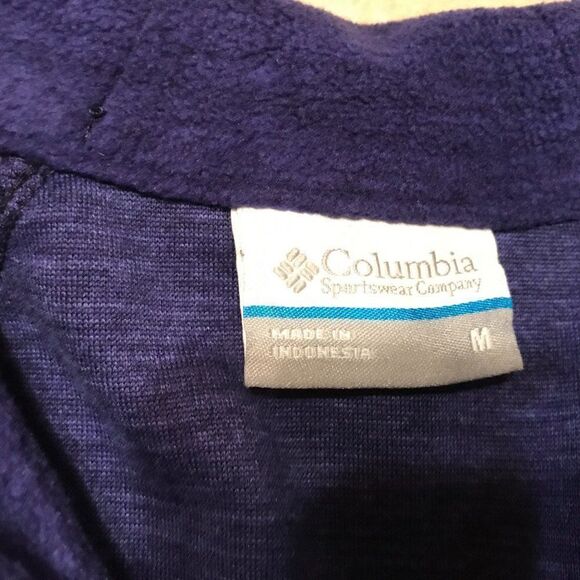 Columbia
Sportswear Company
MADE IN
INDONESIA
M